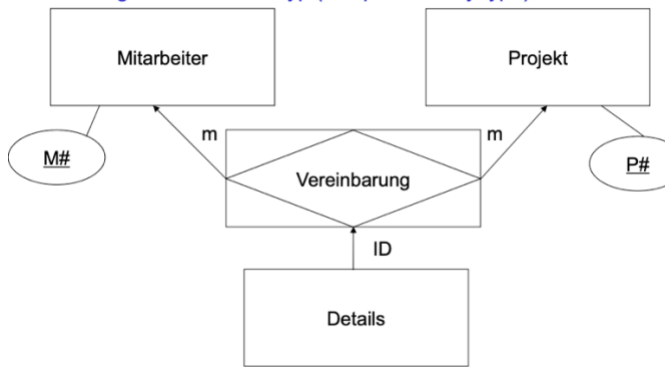 Mitarbeiter
Projekt
m
m
M#
P#
Vereinbarung
ID
Details